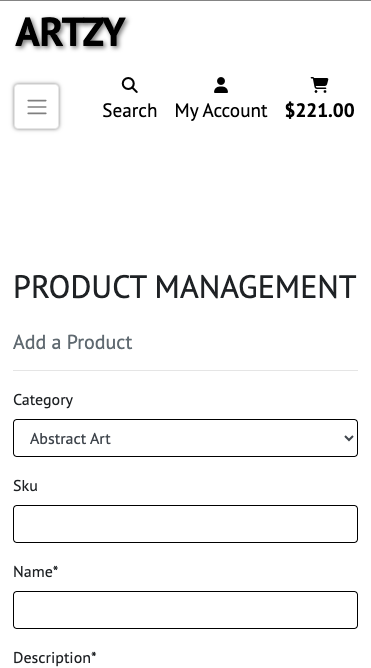 ARTZY
Search My Account $221.00
PRODUCT MANAGEMENT
Add a Product
Category
Abstract Art
Sku
Name*
Description*